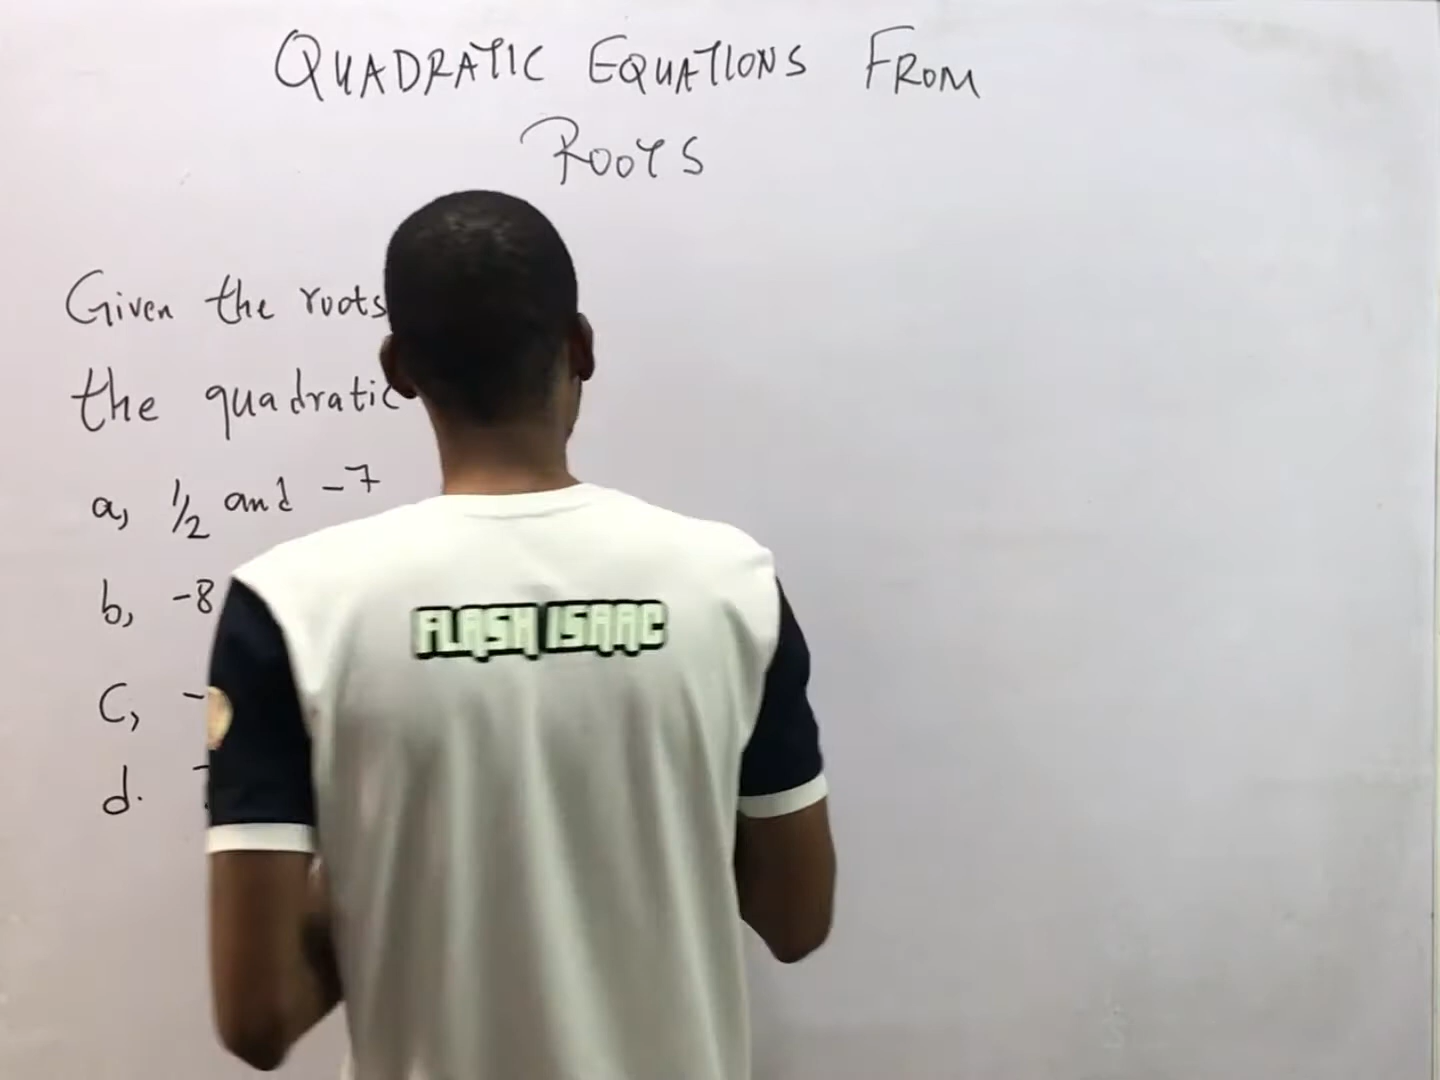 QUADRATIC EQUATIONS FROM
ROOTS
Given the roots
the quadratic
a, 1/2 and -7
b, -8
C, -
d.
FLASH ISAAC